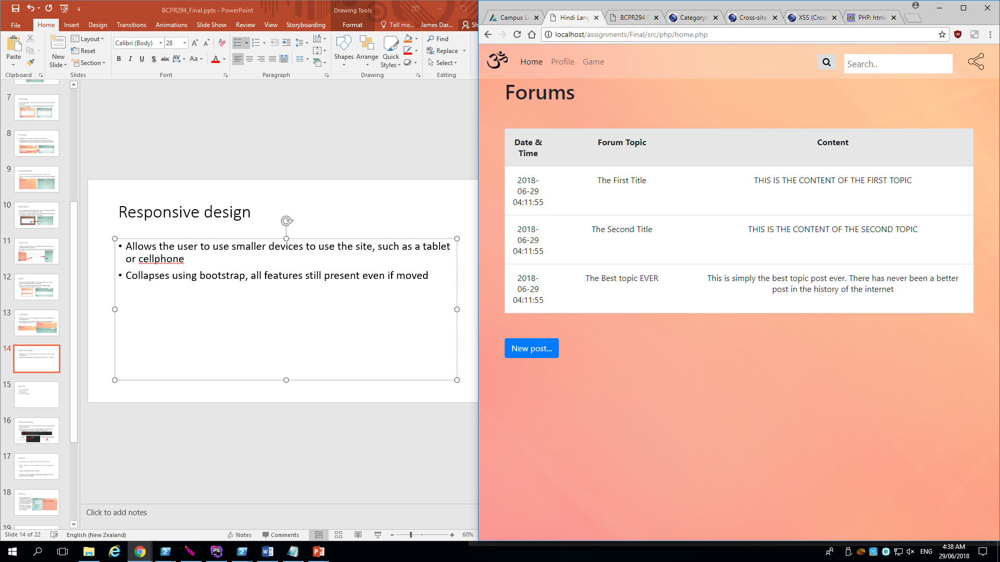 BCPR294_Final.pptx - PowerPoint
Drawing Tools
File
Home
Insert
Design
Transitions
Animations
Slide Show
Review
View
Storyboarding
Format
Tell me...
James Dar...
Sh
Paste
New
Slide
Layout
Reset
Section
Calibri (Body)
28
B
I
U
S
abc
AV
Aa
A
Shapes
Arrange
Quick
Styles
Find
Replace
Select
Clipboard
Slides
Font
Paragraph
Drawing
Editing
7
8
9
10
11
12
13
14
15
16
17
18
19
Responsive design
• Allows the user to use smaller devices to use the site, such as a tablet
or cellphone
• Collapses using bootstrap, all features still present even if moved
Click to add notes
Slide 14 of 22
English (New Zealand)
Notes
Comments
60%
Campus Li
Hindi Lang
BCPR294 F
Category:A
Cross-site
XSS (Cross
PHP: html
localhost/assignments/Final/src/php/home.php
ॐ
Home
Profile
Game
Search..
Forums
Date &
Time
Forum Topic
Content
2018-
06-29
04:11:55
The First Title
THIS IS THE CONTENT OF THE FIRST TOPIC
2018-
06-29
04:11:55
The Second Title
THIS IS THE CONTENT OF THE SECOND TOPIC
2018-
06-29
04:11:55
The Best topic EVER
This is simply the best topic post ever. There has never been a better
post in the history of the internet
New post...
ENG
4:38 AM
29/06/2018